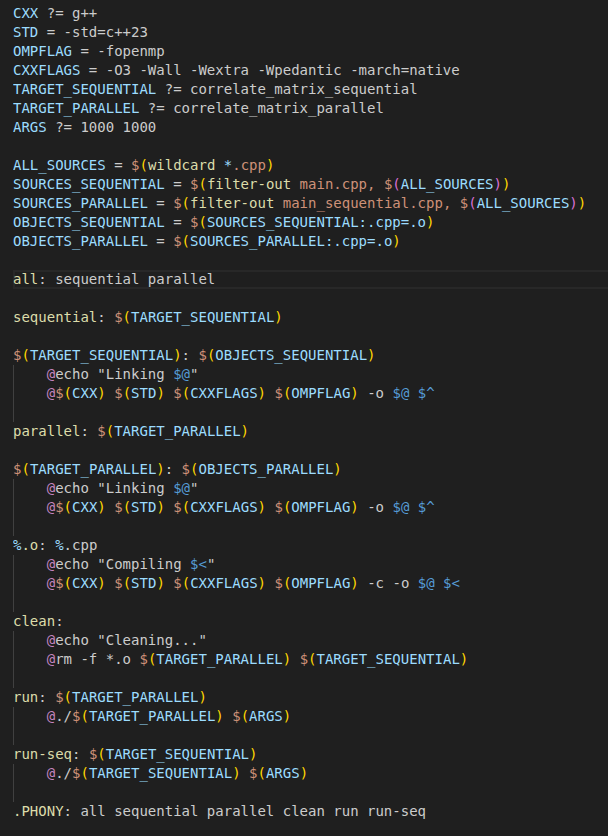 CXX ?= g++
STD = -std=c++23
OMPFLAG = -fopenmp
CXXFLAGS = -O3 -Wall -Wextra -Wpedantic -march=native
TARGET_SEQUENTIAL ?= correlate_matrix_sequential
TARGET_PARALLEL ?= correlate_matrix_parallel
ARGS ?= 1000 1000
ALL_SOURCES = $(wildcard *.cpp)
SOURCES_SEQUENTIAL = $(filter-out main.cpp, $(ALL_SOURCES))
SOURCES_PARALLEL = $(filter-out main_sequential.cpp, $(ALL_SOURCES))
OBJECTS_SEQUENTIAL = $(SOURCES_SEQUENTIAL:.cpp=.o)
OBJECTS_PARALLEL = $(SOURCES_PARALLEL:.cpp=.o)
all: sequential parallel
sequential: $(TARGET_SEQUENTIAL)
$(TARGET_SEQUENTIAL): $(OBJECTS_SEQUENTIAL)
@echo "Linking $@"
@$(CXX) $(STD) $(CXXFLAGS) $(OMPFLAG) -o $@ $^
parallel: $(TARGET_PARALLEL)
$(TARGET_PARALLEL): $(OBJECTS_PARALLEL)
@echo "Linking $@"
@$(CXX) $(STD) $(CXXFLAGS) $(OMPFLAG) -o $@ $^
%.o: %.cpp
@echo "Compiling $<"
@$(CXX) $(STD) $(CXXFLAGS) $(OMPFLAG) -c -o $@ $<
clean:
@echo "Cleaning..."
@rm -f *.o $(TARGET_PARALLEL) $(TARGET_SEQUENTIAL)
run: $(TARGET_PARALLEL)
@./$(TARGET_PARALLEL) $(ARGS)
run-seq: $(TARGET_SEQUENTIAL)
@./$(TARGET_SEQUENTIAL) $(ARGS)
.PHONY: all sequential parallel clean run run-seq